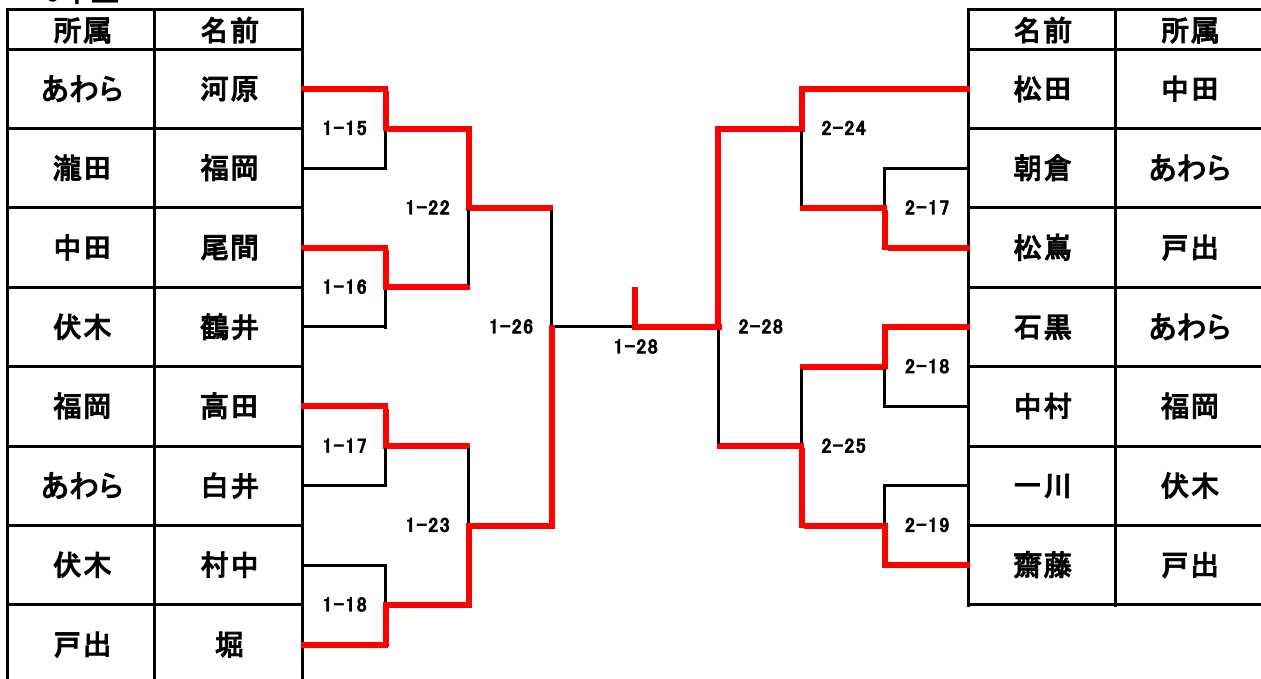 所属 名前
あわら 河原
瀧田 福岡
中田 尾間
伏木 鶴井
福岡 高田
あわら 白井
伏木 村中
戸出 堀
1-15
1-16
1-17
1-18
1-22
1-23
1-26
1-28
2-28
2-24
2-25
2-17
2-18
2-19
名前 所属
松田 中田
朝倉 あわら
松嶌 戸出
石黒 あわら
中村 福岡
一川 伏木
齋藤 戸出